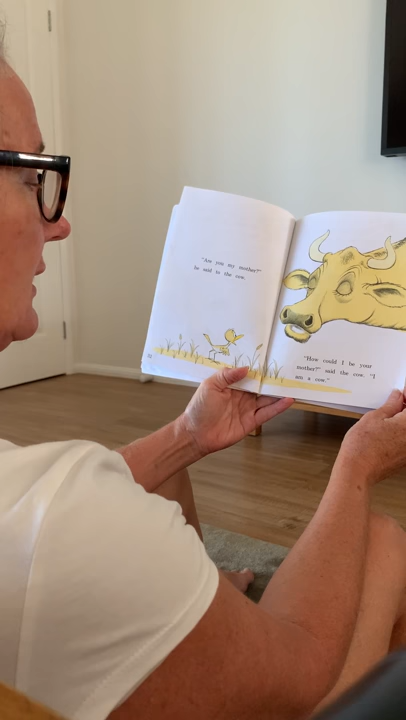 "Are you my mother?"
he said to the cow.
"How could I be your
mother?" said the cow. "I
am a cow."